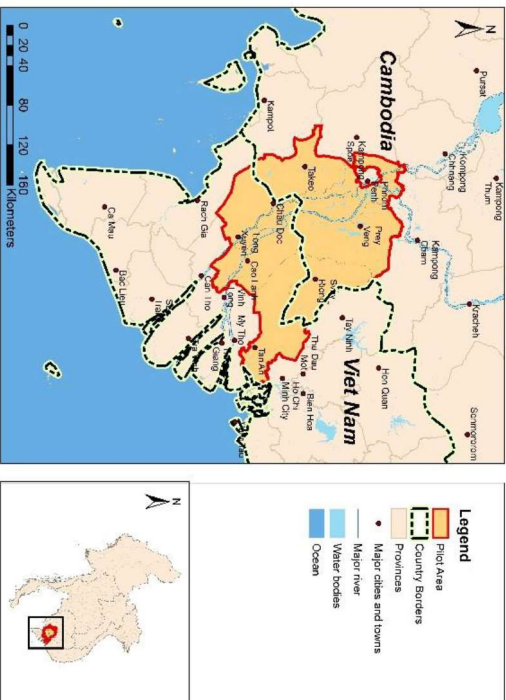 N
Cambodia
Viet Nam
Pursat
Kampong
Thum
Kompong
Chhnang
Kampong
Cham
Kracheh
Senmonorom
Kampong
Spue
Phnom
Penh
Prey
Veng
Takeo
Kampot
Svay
Rieng
Tay Ninh
Hon Quan
Chau Doc
Thu Dau
Mot
Bien Hoa
Ho Chi
Minh City
Tan An
My Tho
Vinh
Long
Cao Lanh
Long
Xuyen
Rach Gia
Can Tho
Ca Mau
Bac Lieu
0 20 40 80 120 160
Kilometers
Legend
Pilot Area
Country Borders
Provinces
Major cities and towns
Major river
Water bodies
Ocean
N